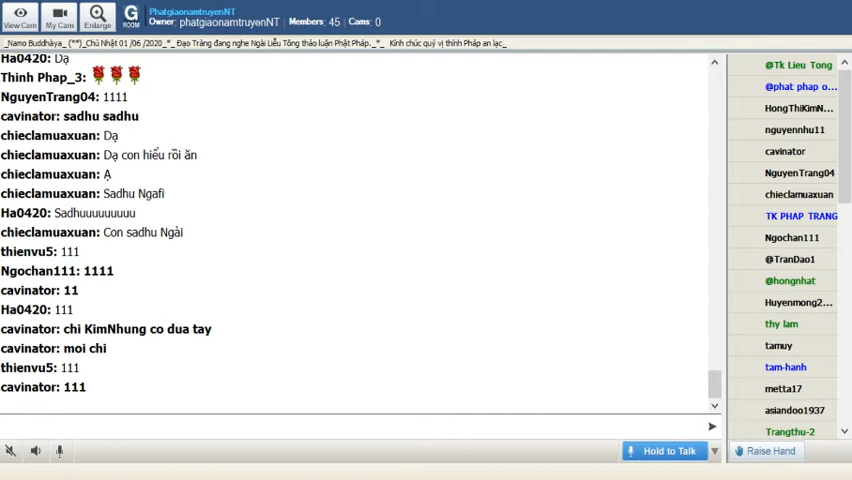 View Cam
My Cam
Enlarge
G
ROOM
PhatgiaonamtruyenNT
Owner: phatgiaonamtruyenNT Members: 45 Cams: 0
_Namo Buddhàya_ (**)_Chủ Nhật 01 /06 /2020_*_ Đạo Tràng đang nghe Ngài Liễu Tông thảo luận Phật Pháp._*_ Kính chúc quý vị thính Pháp an lạc_
Ha0420: Dạ
Thinh Phap_3:
NguyenTrang04: 1111
cavinator: sadhu sadhu
chieclamuaxuan: Dạ
chieclamuaxuan: Dạ con hiểu rồi ăn
chieclamuaxuan: Ạ
chieclamuaxuan: Sadhu Ngafi
Ha0420: Sadhuuuuuuuuu
chieclamuaxuan: Con sadhu Ngài
thienvu5: 111
Ngochan111: 1111
cavinator: 11
Ha0420: 111
cavinator: chi KimNhung co dua tay
cavinator: moi chi
thienvu5: 111
cavinator: 111
@Tk Lieu Tong
@phat phap o...
HongThiKimN...
nguyennhu11
cavinator
NguyenTrang04
chieclamuaxuan
TK PHAP TRANG
Ngochan111
@TranDao1
@hongnhat
Huyenmong2...
thy lam
tamuy
tam-hanh
metta17
asiandoo1937
Trangthu-2
Hold to Talk
Raise Hand